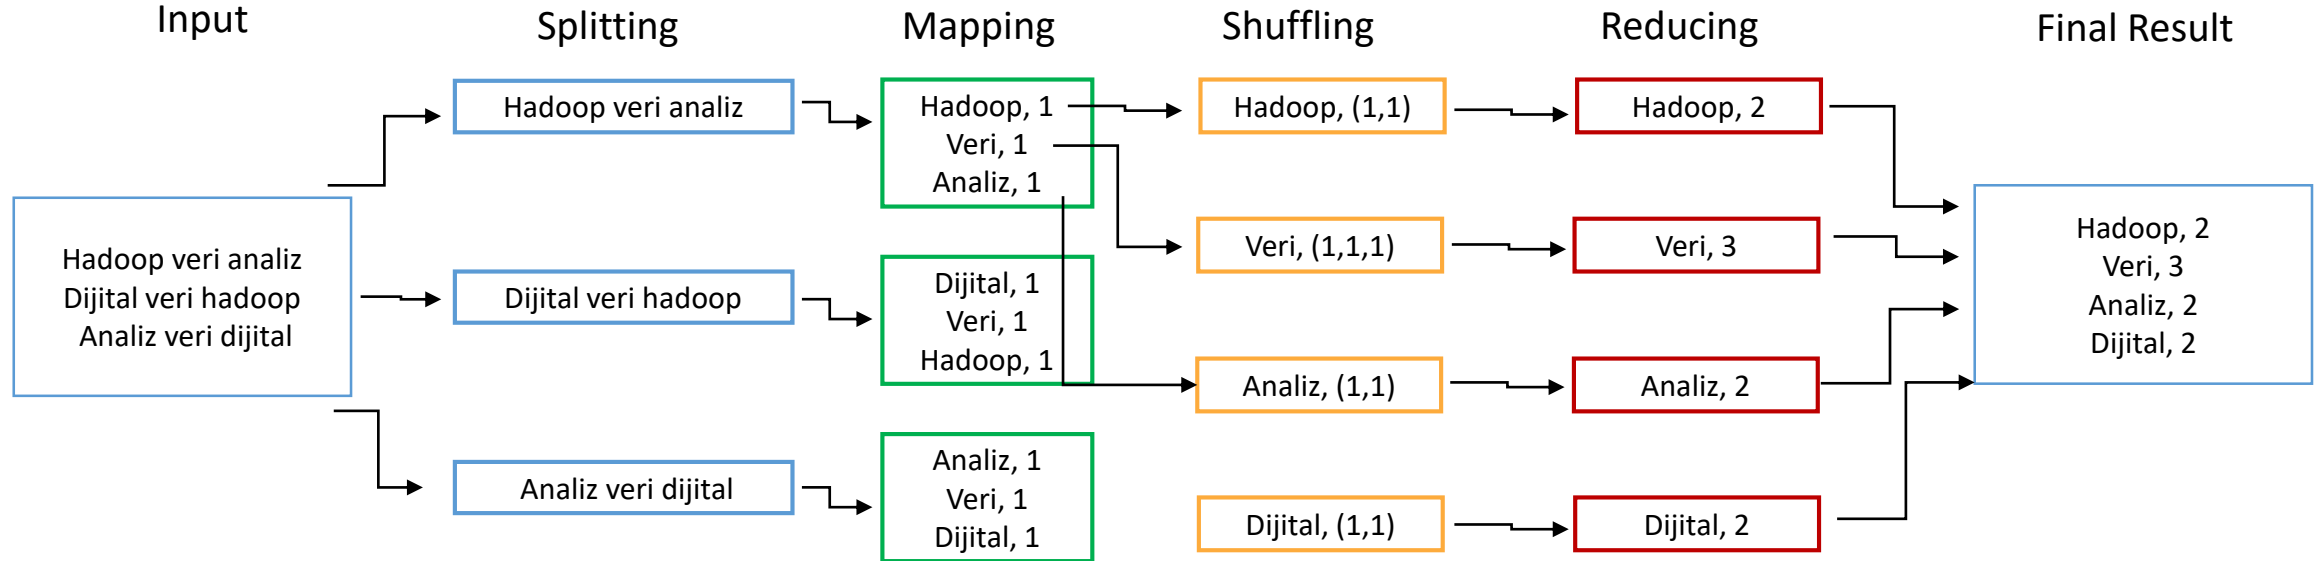 Input
Splitting
Mapping
Shuffling
Reducing
Final Result
Hadoop veri analiz
Dijital veri hadoop
Analiz veri dijital
Hadoop veri analiz
Dijital veri hadoop
Analiz veri dijital
Hadoop, 1
Veri, 1
Analiz, 1
Dijital, 1
Veri, 1
Hadoop, 1
Analiz, 1
Veri, 1
Dijital, 1
Hadoop, (1,1)
Veri, (1,1,1)
Analiz, (1,1)
Dijital, (1,1)
Hadoop, 2
Veri, 3
Analiz, 2
Dijital, 2
Hadoop, 2
Veri, 3
Analiz, 2
Dijital, 2